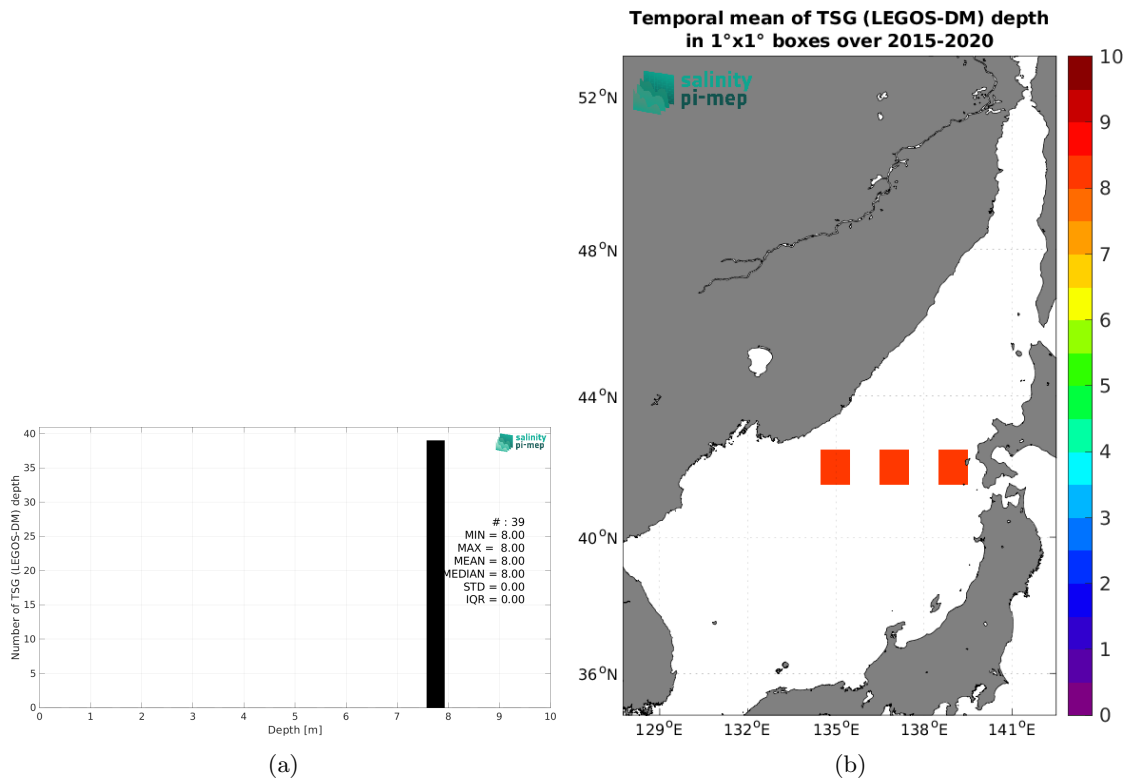 40
35
30
25
20
15
10
5
0
Number of TSG (LEGOS-DM) depth
salinity
pi-mep
# : 39
MIN = 8.00
MAX = 8.00
MEAN = 8.00
MEDIAN = 8.00
STD = 0.00
IQR = 0.00
0 1 2 3 4 5 6 7 8 9 10
Depth [m]
(a)
Temporal mean of TSG (LEGOS-DM) depth
in 1°x1° boxes over 2015-2020
salinity
pi-mep
52°N
48°N
44°N
40°N
36°N
129°E 132°E 135°E 138°E 141°E
10
9
8
7
6
5
4
3
2
1
0
(b)